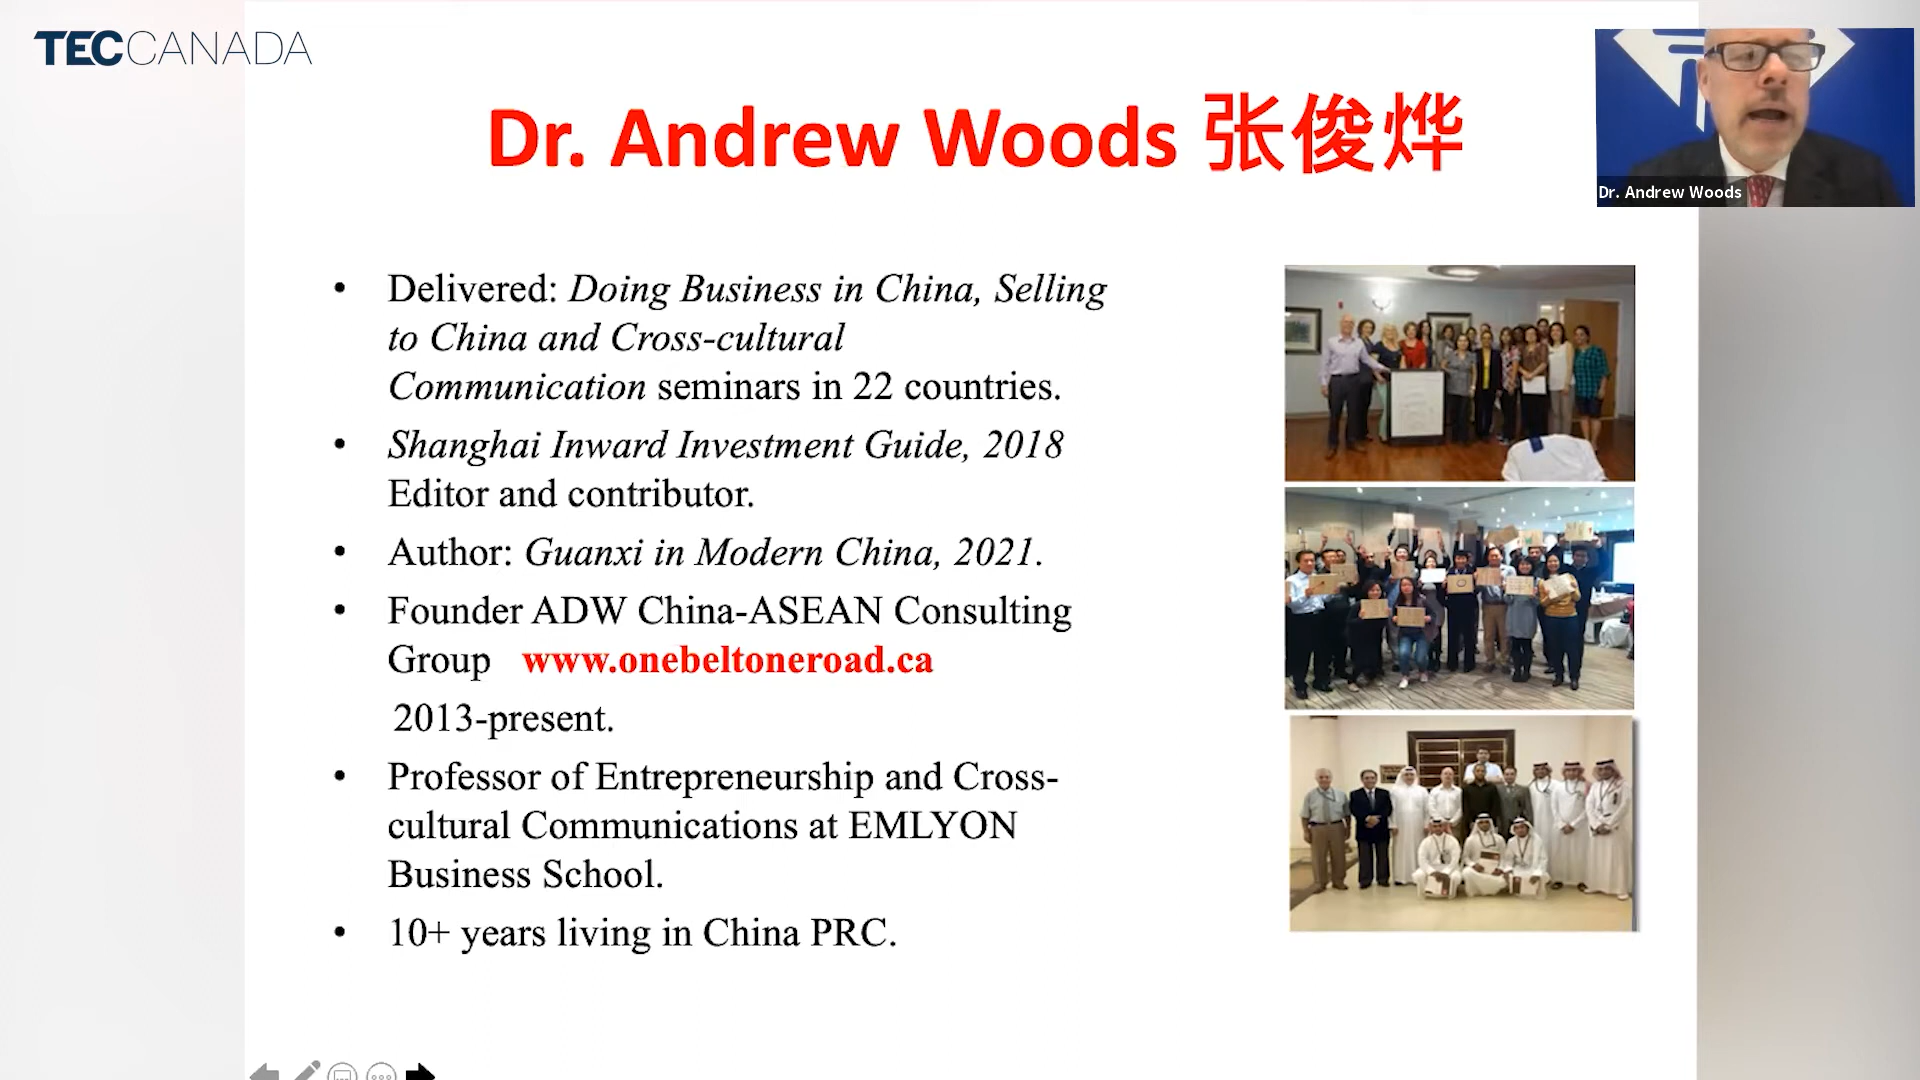 TECCANADA
Dr. Andrew Woods 张俊烨
Dr. Andrew Woods
• Delivered: Doing Business in China, Selling
to China and Cross-cultural
Communication seminars in 22 countries.
• Shanghai Inward Investment Guide, 2018
Editor and contributor.
• Author: Guanxi in Modern China, 2021.
• Founder ADW China-ASEAN Consulting
Group www.onebeltoneroad.ca
2013-present.
• Professor of Entrepreneurship and Cross-
cultural Communications at EMLYON
Business School.
• 10+ years living in China PRC.